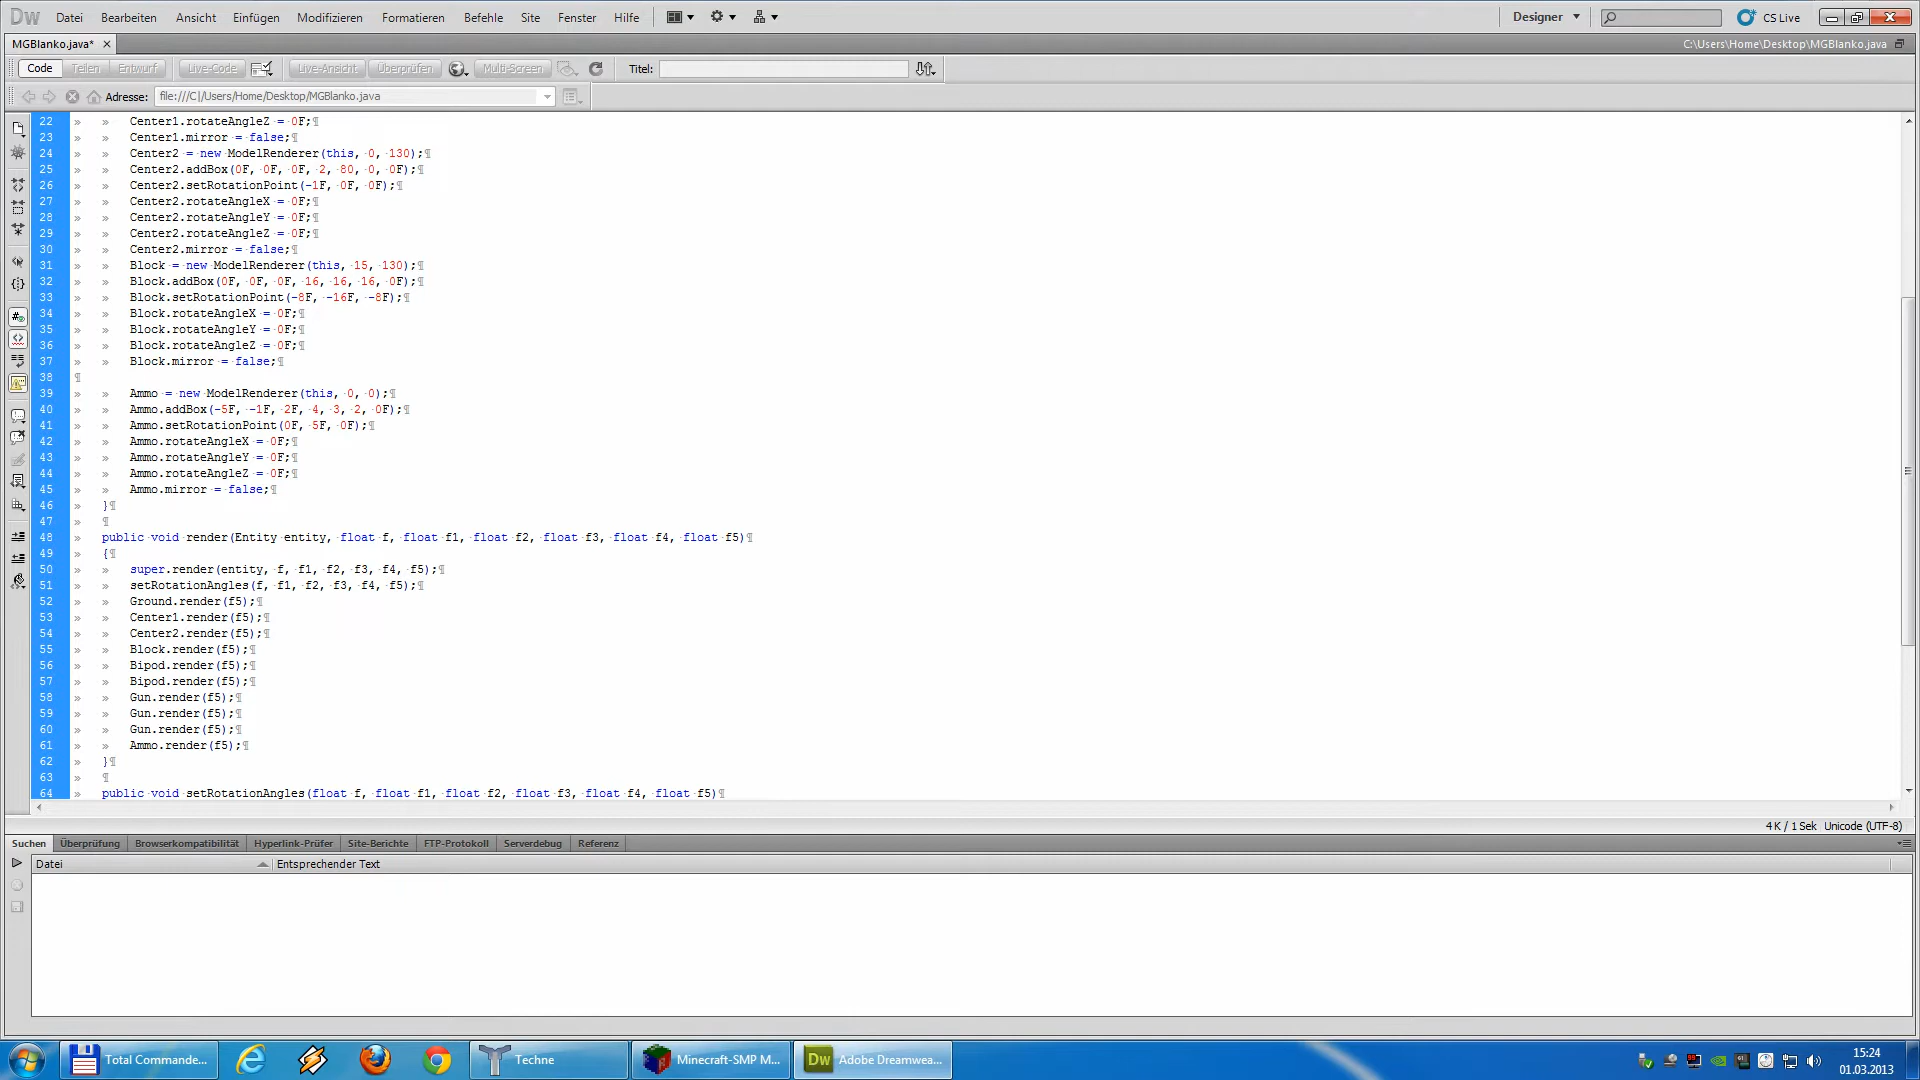 Dw Datei Bearbeiten Ansicht Einfügen Modifizieren Formatieren Befehle Site Fenster Hilfe Designer CS Live
MGBlanko.java* C:\Users\Home\Desktop\MGBlanko.java
Code Teilen Entwurf Live-Code Live-Ansicht Überprüfen Multi-Screen Titel:
Adresse: file:///C|/Users/Home/Desktop/MGBlanko.java
22 » » Center1.rotateAngleZ = 0F;¶
23 » » Center1.mirror = false;¶
24 » » Center2 = new ModelRenderer(this, 0, 130);¶
25 » » Center2.addBox(0F, 0F, 0F, 2, 80, 0, 0F);¶
26 » » Center2.setRotationPoint(-1F, 0F, 0F);¶
27 » » Center2.rotateAngleX = 0F;¶
28 » » Center2.rotateAngleY = 0F;¶
29 » » Center2.rotateAngleZ = 0F;¶
30 » » Center2.mirror = false;¶
31 » » Block = new ModelRenderer(this, 15, 130);¶
32 » » Block.addBox(0F, 0F, 0F, 16, 16, 16, 0F);¶
33 » » Block.setRotationPoint(-8F, -16F, -8F);¶
34 » » Block.rotateAngleX = 0F;¶
35 » » Block.rotateAngleY = 0F;¶
36 » » Block.rotateAngleZ = 0F;¶
37 » » Block.mirror = false;¶
38 ¶
39 » » Ammo = new ModelRenderer(this, 0, 0);¶
40 » » Ammo.addBox(-5F, -1F, 2F, 4, 3, 2, 0F);¶
41 » » Ammo.setRotationPoint(0F, 5F, 0F);¶
42 » » Ammo.rotateAngleX = 0F;¶
43 » » Ammo.rotateAngleY = 0F;¶
44 » » Ammo.rotateAngleZ = 0F;¶
45 » » Ammo.mirror = false;¶
46 » }¶
47 » ¶
48 » public void render(Entity entity, float f, float f1, float f2, float f3, float f4, float f5)¶
49 » {¶
50 » » super.render(entity, f, f1, f2, f3, f4, f5);¶
51 » » setRotationAngles(f, f1, f2, f3, f4, f5);¶
52 » » Ground.render(f5);¶
53 » » Center1.render(f5);¶
54 » » Center2.render(f5);¶
55 » » Block.render(f5);¶
56 » » Bipod.render(f5);¶
57 » » Bipod.render(f5);¶
58 » » Gun.render(f5);¶
59 » » Gun.render(f5);¶
60 » » Gun.render(f5);¶
61 » » Ammo.render(f5);¶
62 » }¶
63 » ¶
64 » public void setRotationAngles(float f, float f1, float f2, float f3, float f4, float f5)¶
4 K / 1 Sek Unicode (UTF-8)
Suchen Überprüfung Browserkompatibilität Hyperlink-Prüfer Site-Berichte FTP-Protokoll Serverdebug Referenz
Datei Entsprechender Text
Total Commande... Techne Minecraft-SMP M... Dw Adobe Dreamwea... 15:24
01.03.2013